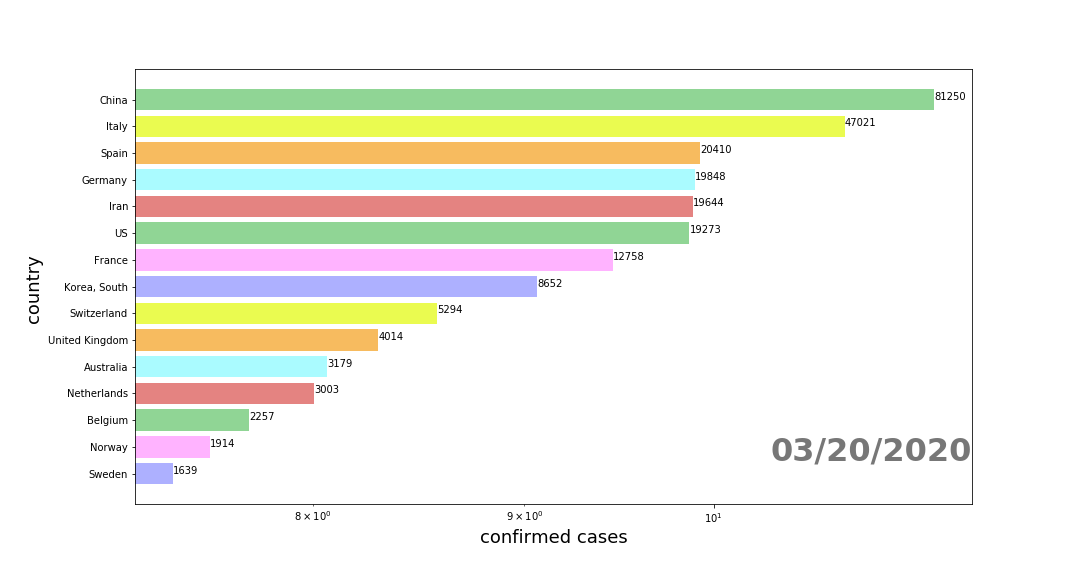 China 81250
Italy 47021
Spain 20410
Germany 19848
Iran 19644
US 19273
France 12758
Korea, South 8652
Switzerland 5294
United Kingdom 4014
Australia 3179
Netherlands 3003
Belgium 2257
Norway 1914
Sweden 1639
country
03/20/2020
8 × 10⁰ 9 × 10⁰ 10¹
confirmed cases